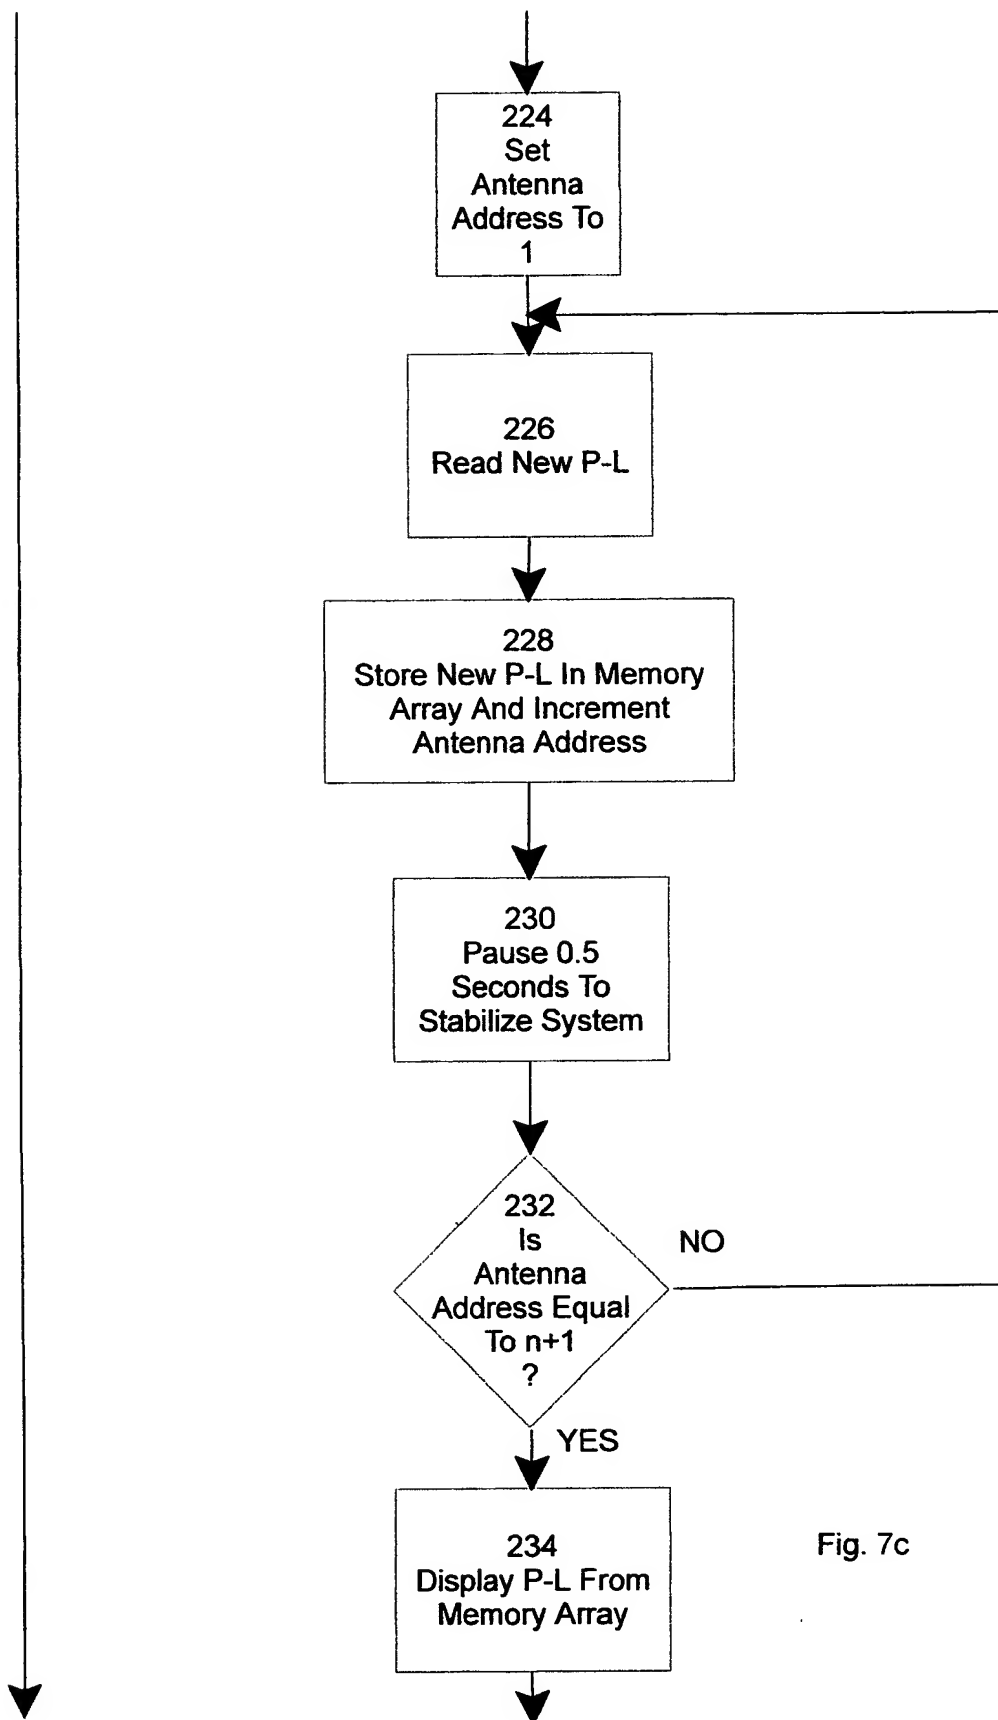 224
Set
Antenna
Address To
1
226
Read New P-L
228
Store New P-L In Memory
Array And Increment
Antenna Address
230
Pause 0.5
Seconds To
Stabilize System
232
Is
Antenna
Address Equal
To n+1
?
NO
YES
234
Display P-L From
Memory Array
Fig. 7c